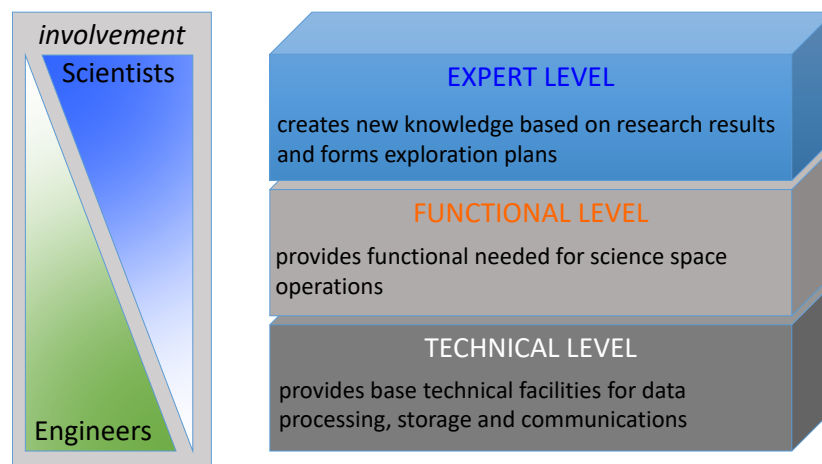 involvement
Scientists
Engineers
EXPERT LEVEL
creates new knowledge based on research results
and forms exploration plans
FUNCTIONAL LEVEL
provides functional needed for science space
operations
TECHNICAL LEVEL
provides base technical facilities for data
processing, storage and communications